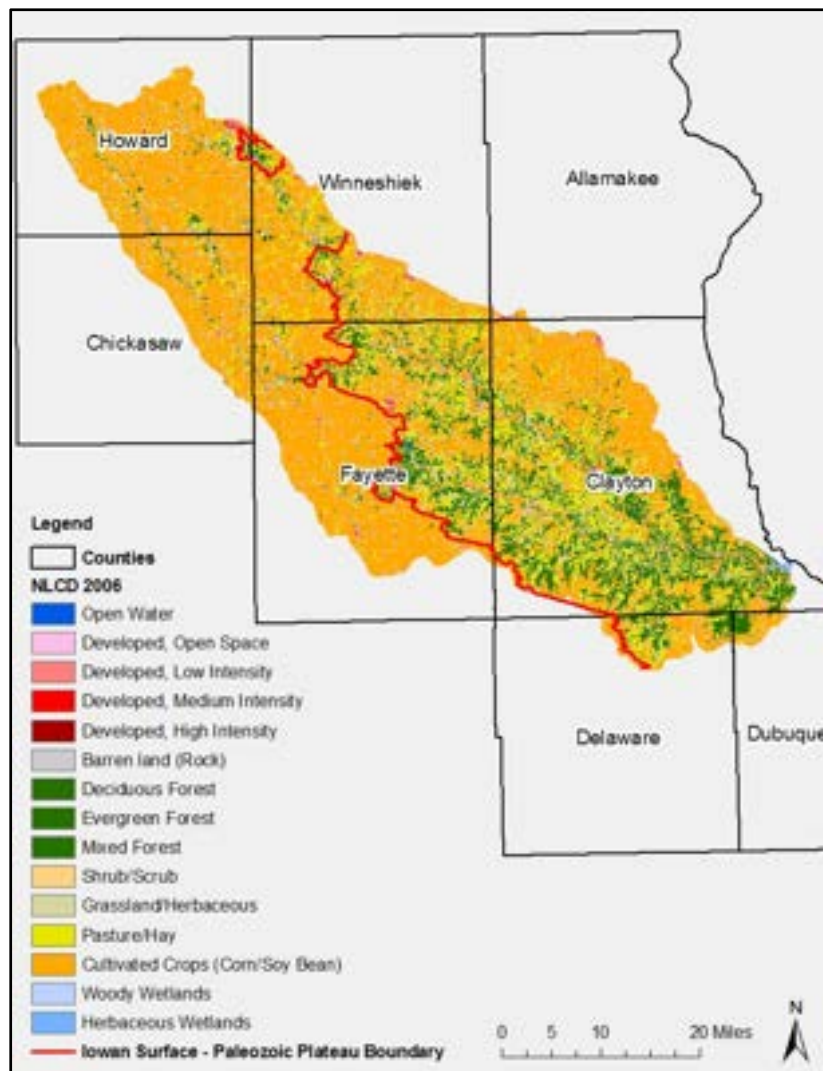 Howard
Winneshiek
Allamakee
Chickasaw
Fayette
Clayton
Delaware
Dubuque
Legend
Counties
NLCD 2006
Open Water
Developed, Open Space
Developed, Low Intensity
Developed, Medium Intensity
Developed, High Intensity
Barren land (Rock)
Deciduous Forest
Evergreen Forest
Mixed Forest
Shrub/Scrub
Grassland/Herbaceous
Pasture/Hay
Cultivated Crops (Corn/Soy Bean)
Woody Wetlands
Herbaceous Wetlands
Iowan Surface - Paleozoic Plateau Boundary
0 5 10 20 Miles
N